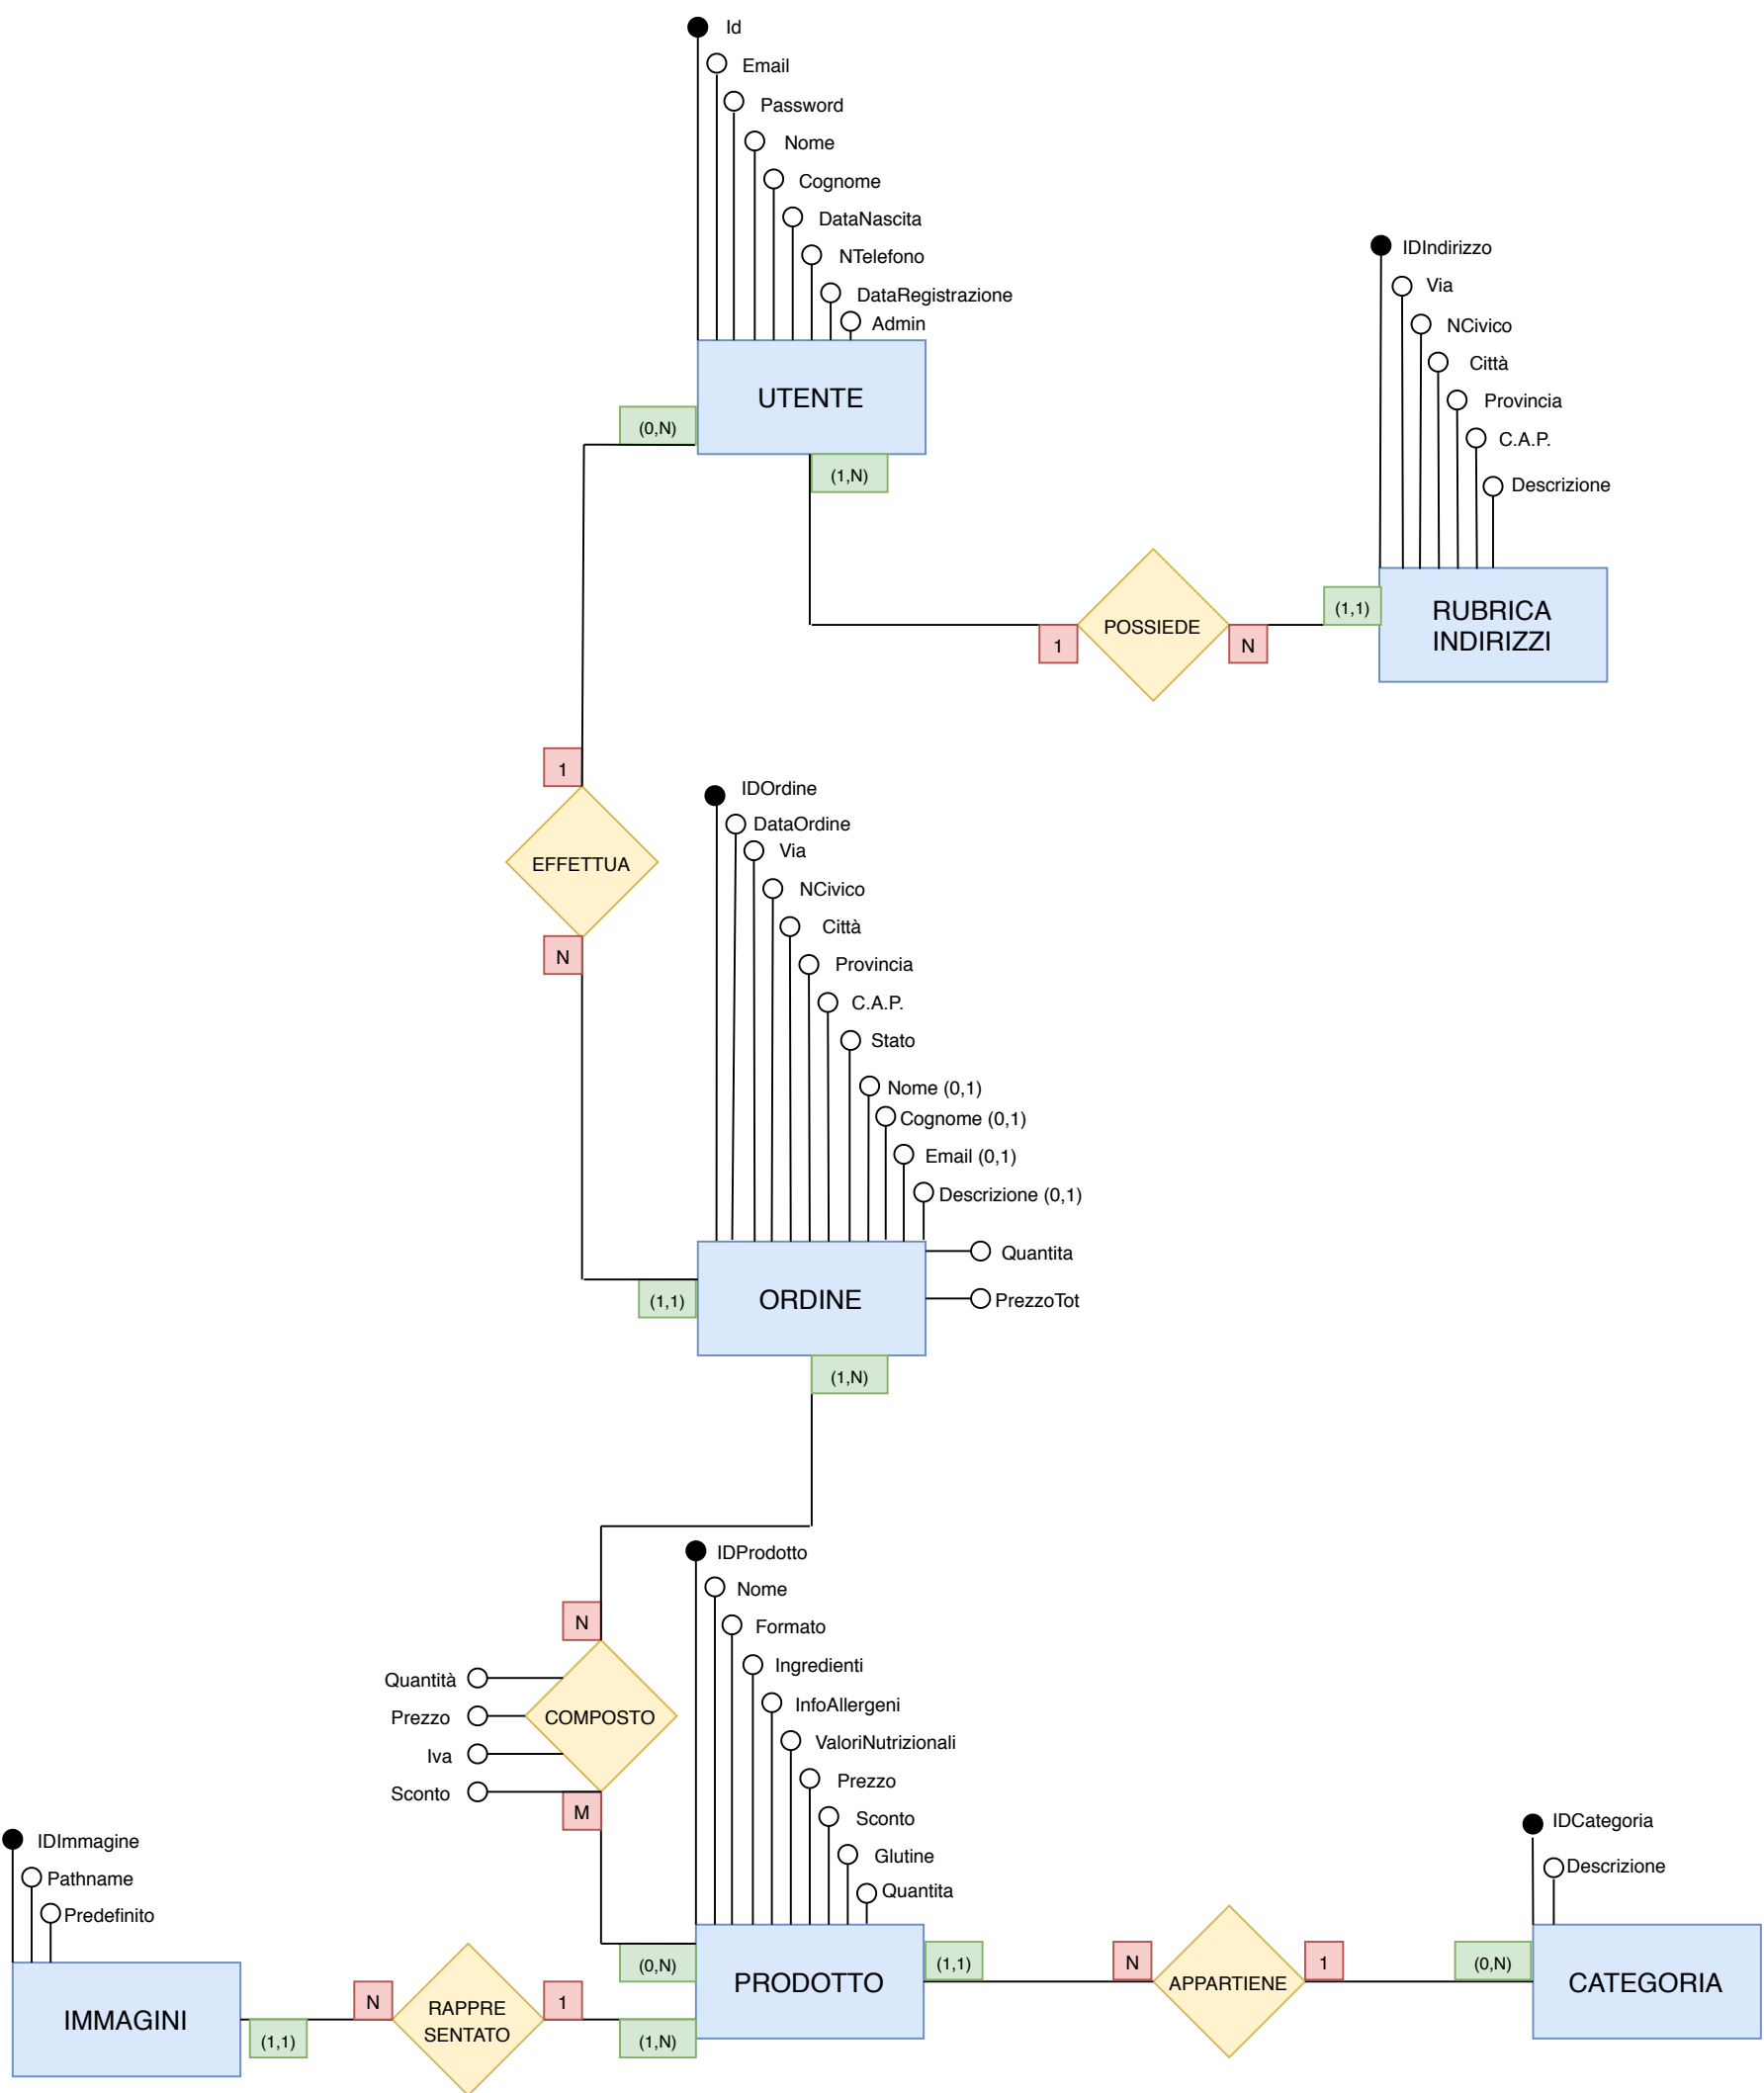 Id
Email
Password
Nome
Cognome
DataNascita
NTelefono
DataRegistrazione
Admin
UTENTE
(0,N)
(1,N)
IDIndirizzo
Via
NCivico
Città
Provincia
C.A.P.
Descrizione
RUBRICA
INDIRIZZI
(1,1)
POSSIEDE
1
N
1
EFFETTUA
N
IDOrdine
DataOrdine
Via
NCivico
Città
Provincia
C.A.P.
Stato
Nome (0,1)
Cognome (0,1)
Email (0,1)
Descrizione (0,1)
Quantita
PrezzoTot
ORDINE
(1,1)
(1,N)
N
Quantità
Prezzo
Iva
Sconto
COMPOSTO
M
IDProdotto
Nome
Formato
Ingredienti
InfoAllergeni
ValoriNutrizionali
Prezzo
Sconto
Glutine
Quantita
PRODOTTO
(0,N)
(1,N)
(1,1)
IDImmagine
Pathname
Predefinito
IMMAGINI
(1,1)
N
RAPPRE
SENTATO
1
N
APPARTIENE
1
(0,N)
IDCategoria
Descrizione
CATEGORIA